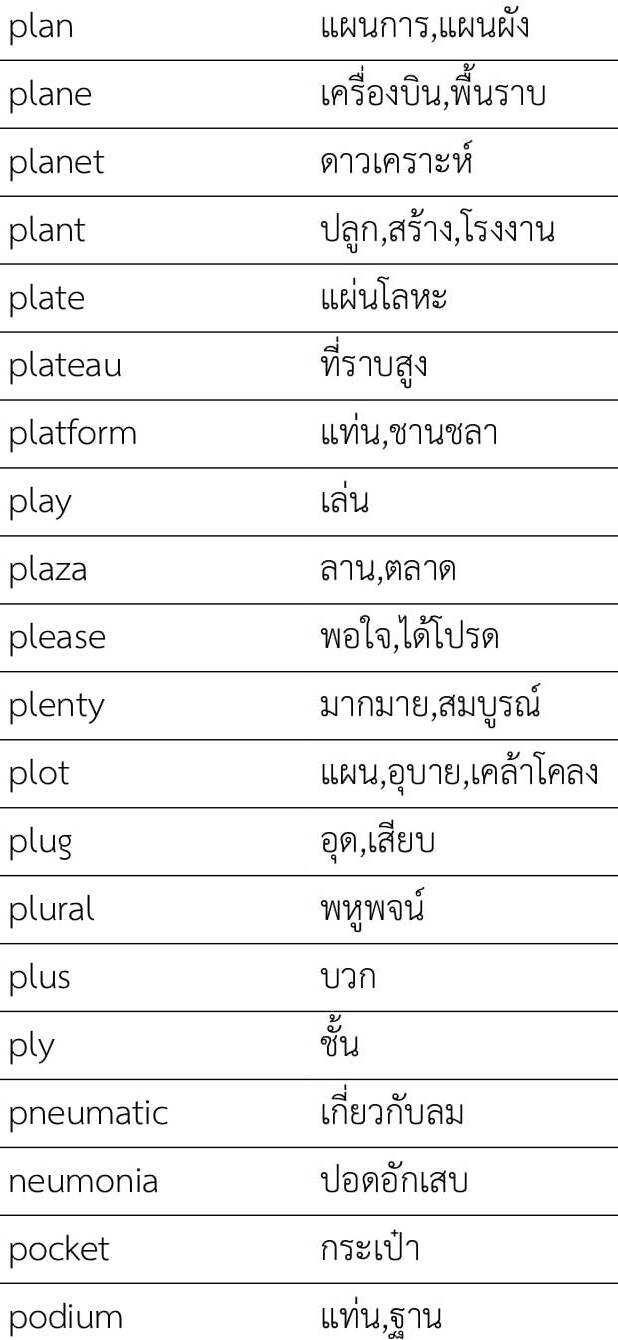 plan แผนการ,แผนผัง
plane เครื่องบิน,พื้นราบ
planet ดาวเคราะห์
plant ปลูก,สร้าง,โรงงาน
plate แผ่นโลหะ
plateau ที่ราบสูง
platform แท่น,ชานชลา
play เล่น
plaza ลาน,ตลาด
please พอใจ,ได้โปรด
plenty มากมาย,สมบูรณ์
plot แผน,อุบาย,เคล้าโคลง
plug อุด,เสียบ
plural พหูพจน์
plus บวก
ply ชั้น
pneumatic เกี่ยวกับลม
neumonia ปอดอักเสบ
pocket กระเป๋า
podium แท่น,ฐาน